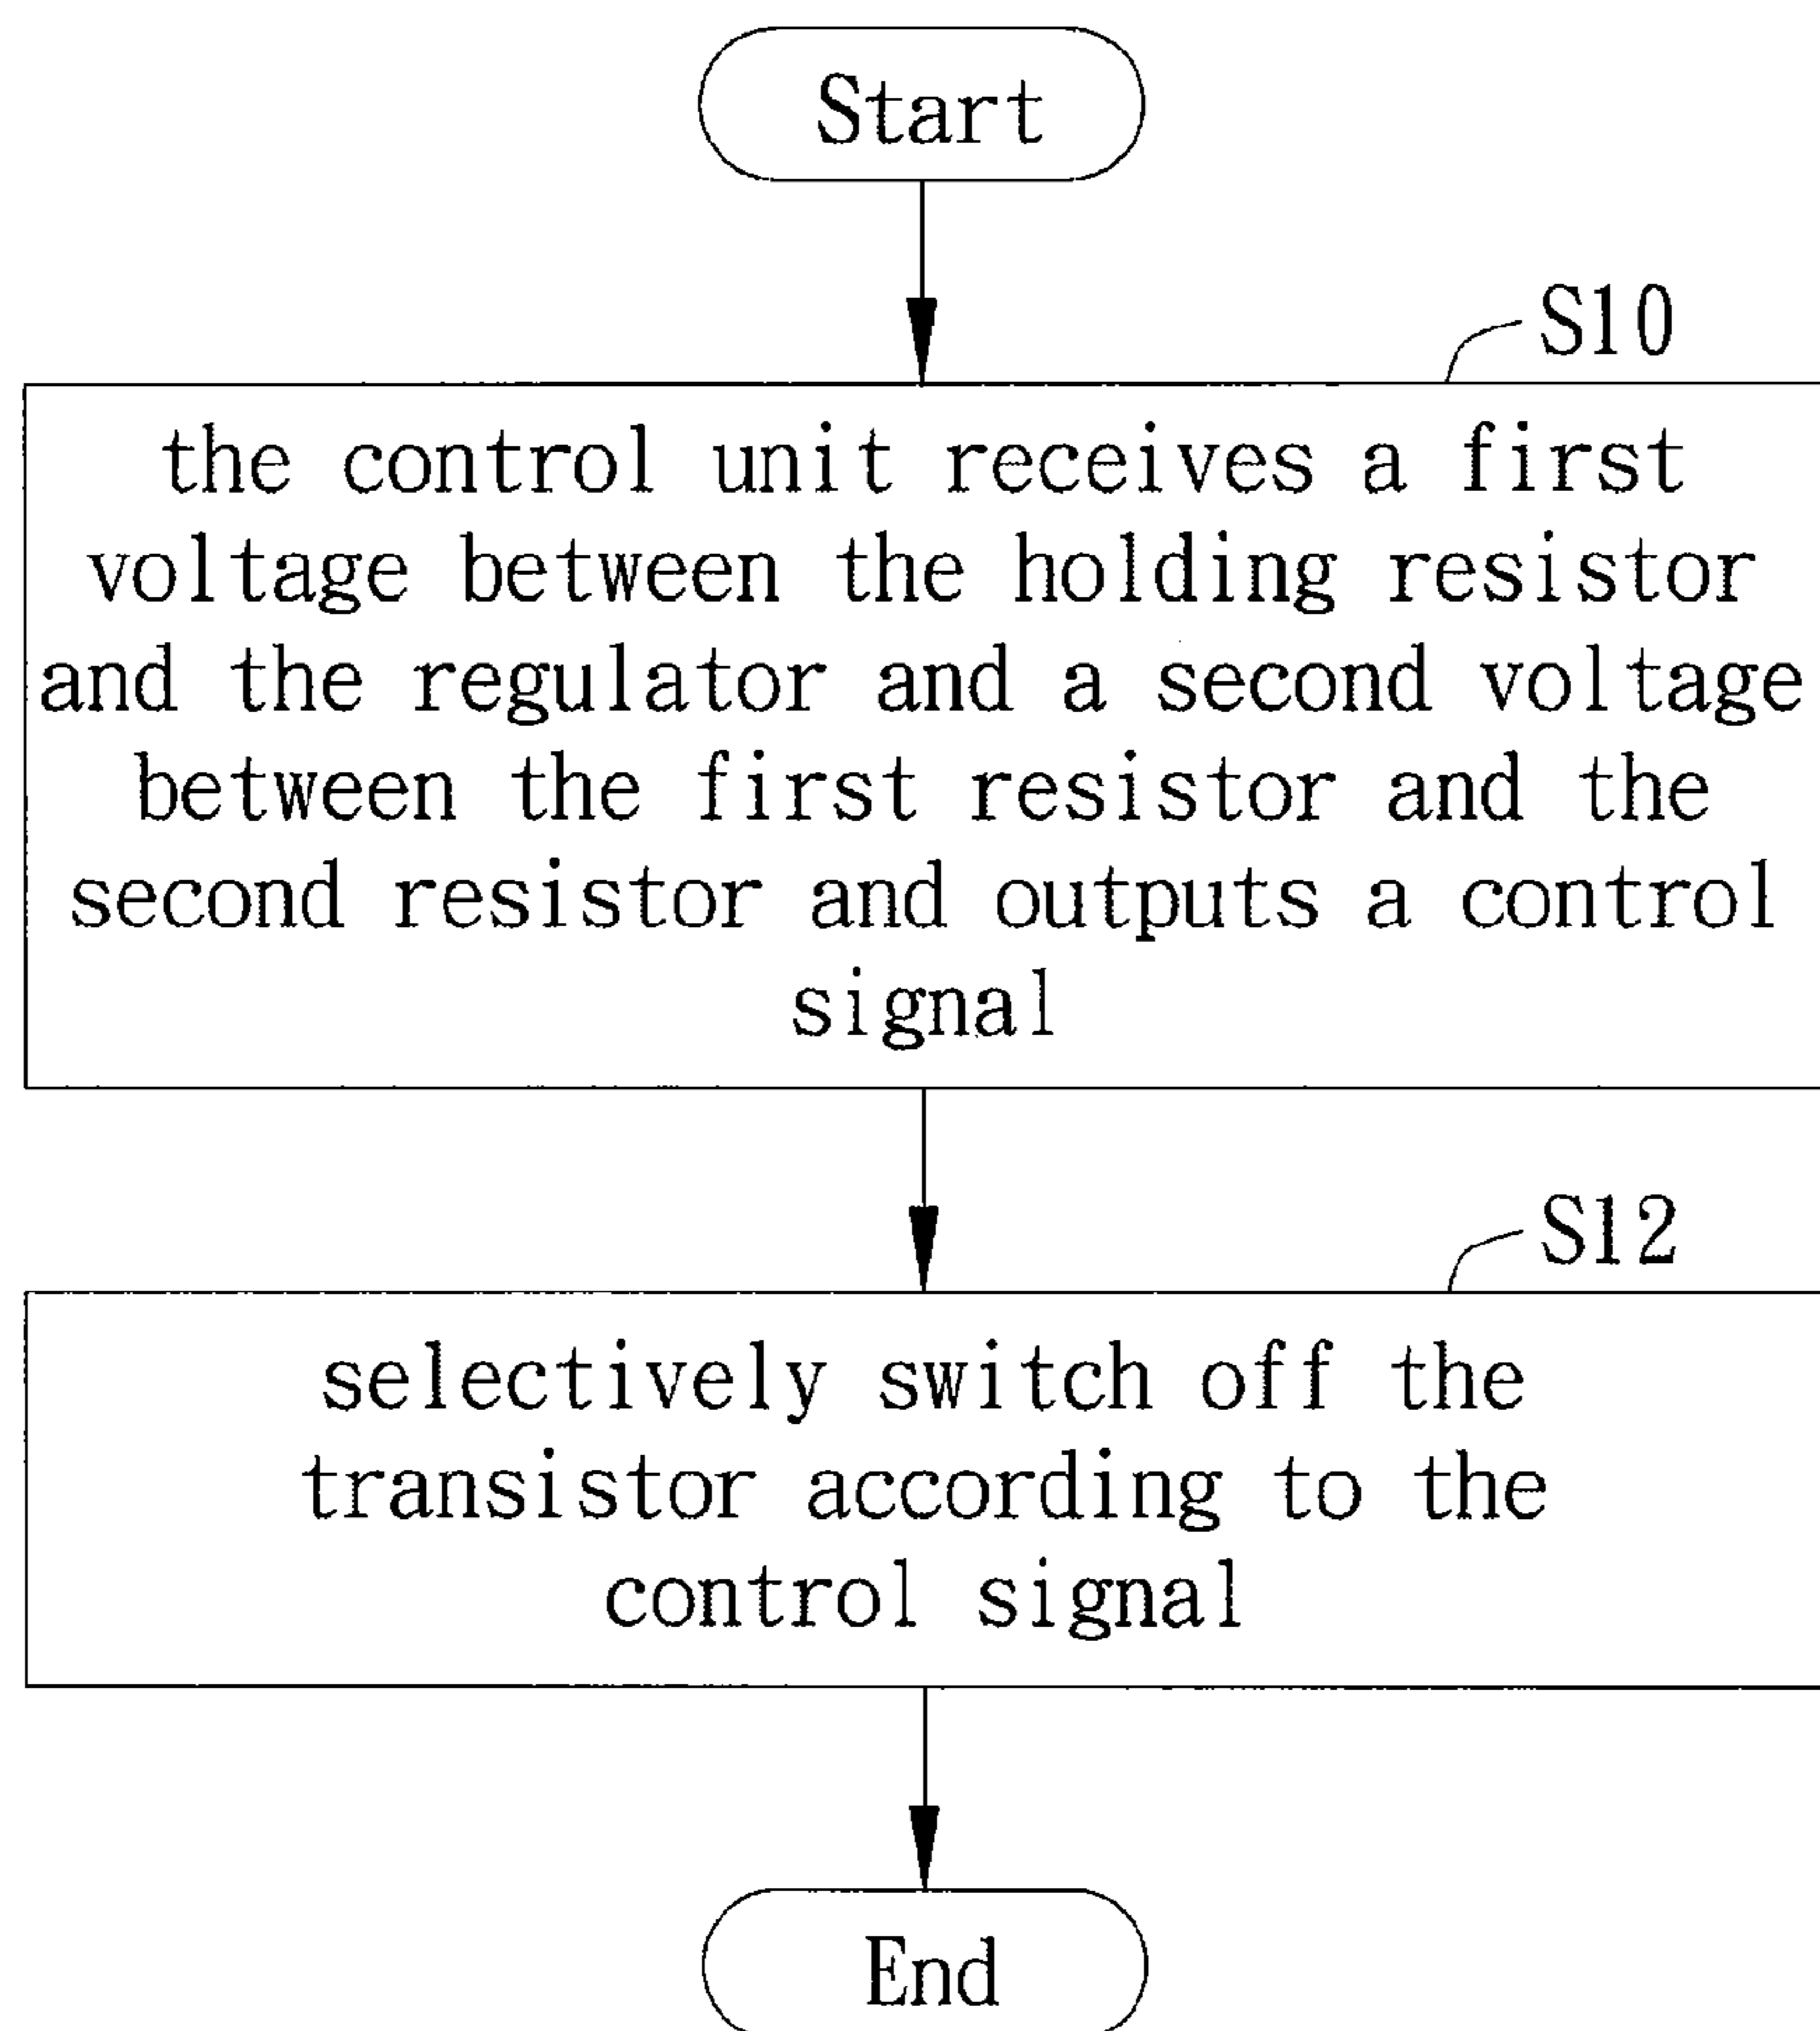 Start
S10
the control unit receives a first
voltage between the holding resistor
and the regulator and a second voltage
between the first resistor and the
second resistor and outputs a control
signal
S12
selectively switch off the
transistor according to the
control signal
End